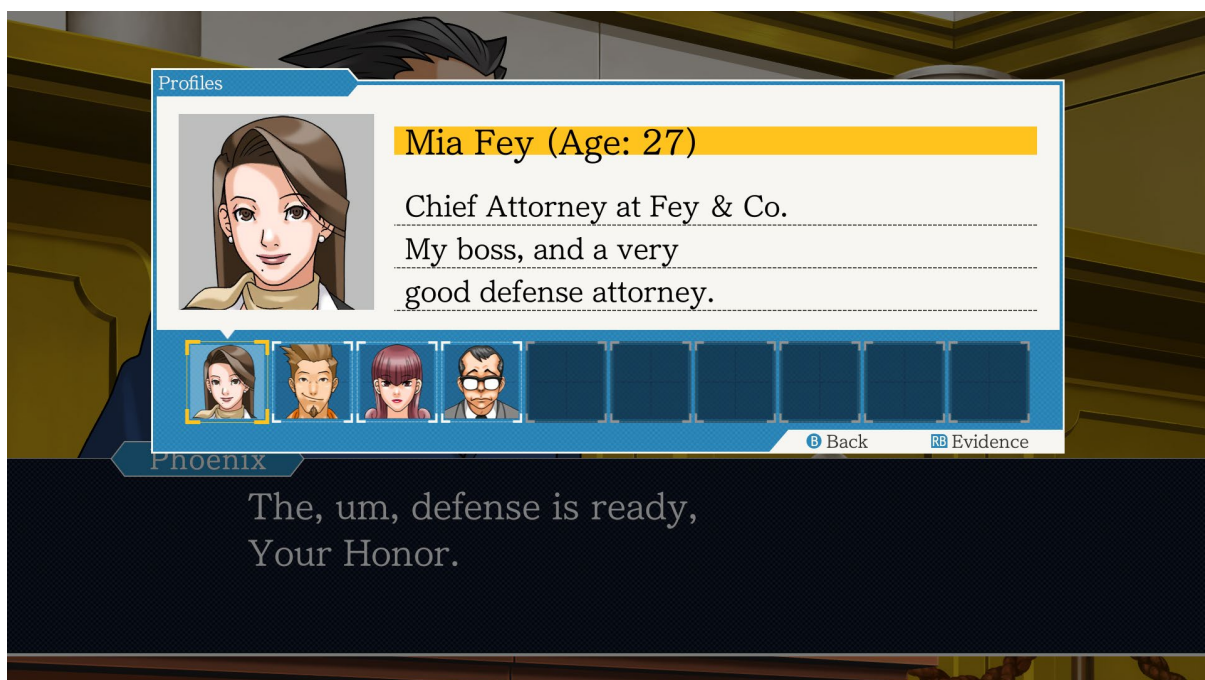 Profiles
Mia Fey (Age: 27)
Chief Attorney at Fey & Co.
My boss, and a very
good defense attorney.
B Back RB Evidence
Phoenix
The, um, defense is ready,
Your Honor.